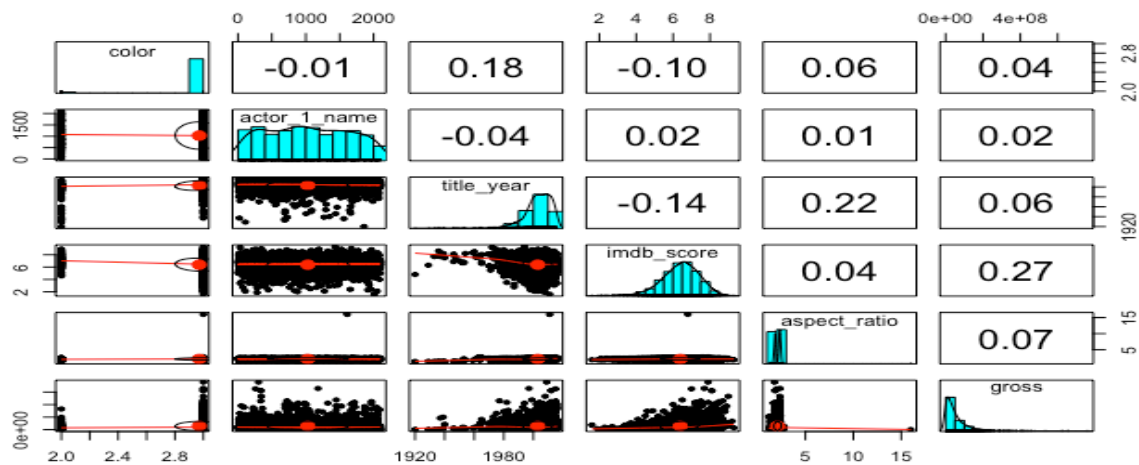 0 1000 2000 2 4 6 8 0e+00 4e+08
color -0.01 0.18 -0.10 0.06 0.04 2.0 2.8
0 1500 actor_1_name -0.04 0.02 0.01 0.02
title_year -0.14 0.22 0.06 1920
2 6 imdb_score 0.04 0.27
aspect_ratio 0.07 5 15
0e+00 gross
2.0 2.4 2.8 1920 1980 5 10 15